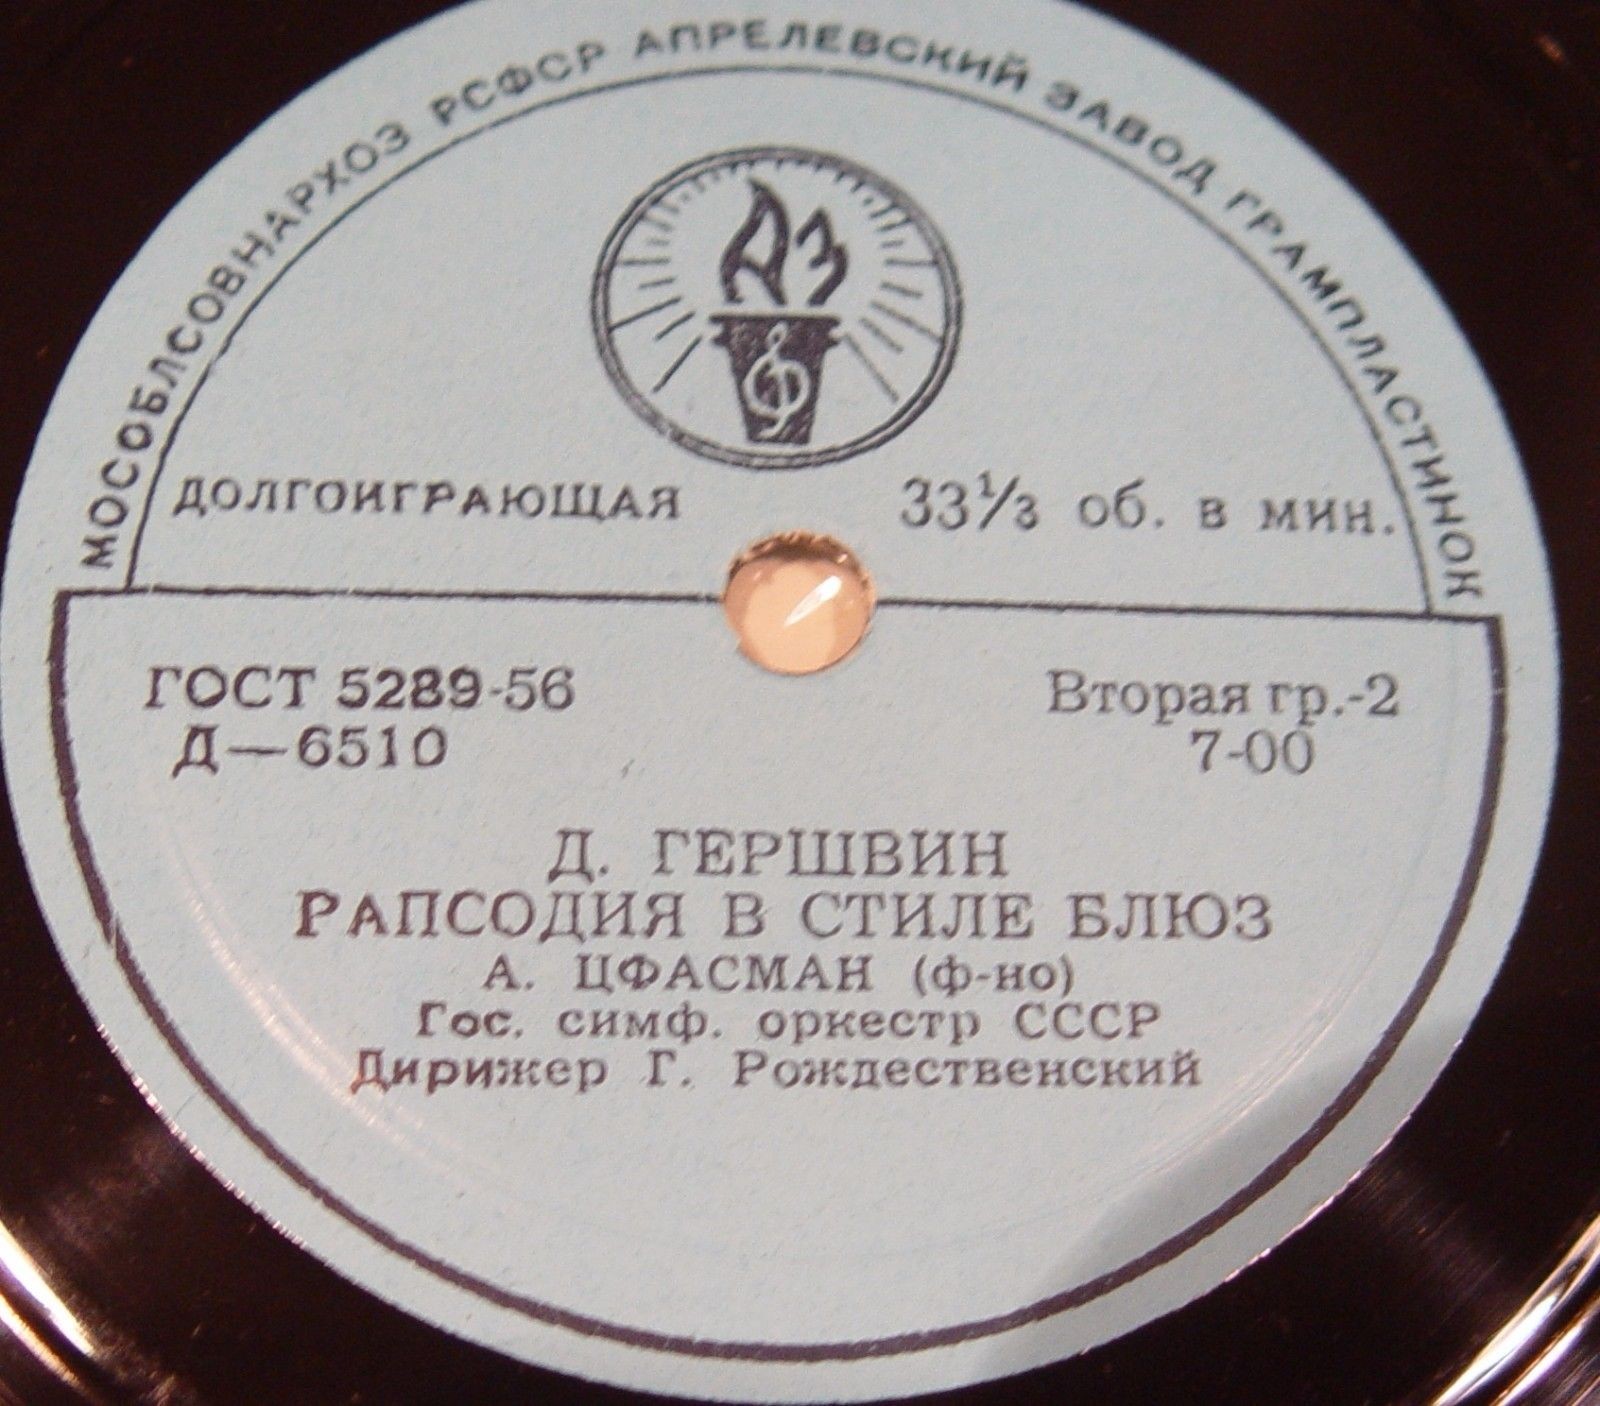 МОСОБЛСОВНАРХОЗ РСФСР АПРЕЛЕВСКИЙ ЗАВОД ГРАМПЛАСТИНОК
АЗ
ДОЛГОИГРАЮЩАЯ 33⅓ об. в мин.
ГОСТ 5289-56 Вторая гр.-2
Д—6510 7-00
Д. ГЕРШВИН
РАПСОДИЯ В СТИЛЕ БЛЮЗ
А. ЦФАСМАН (ф-но)
Гос. симф. оркестр СССР
Дирижер Г. Рождественский